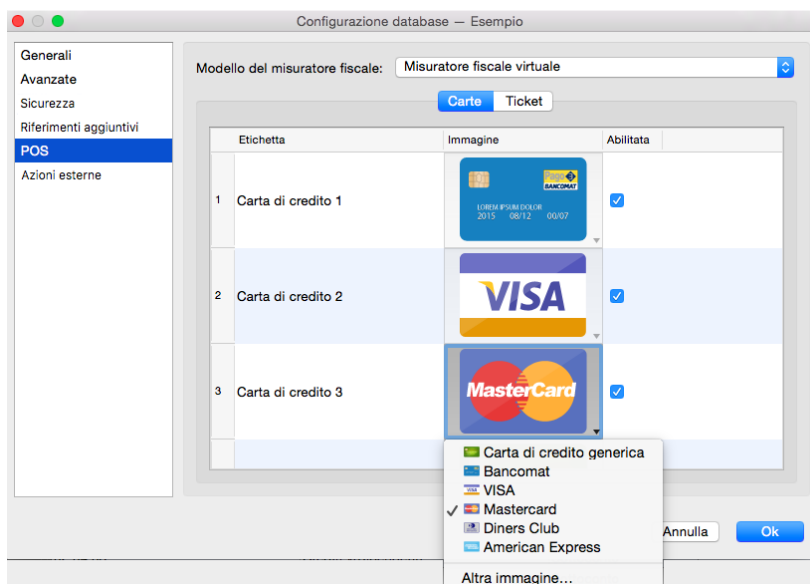 Configurazione database — Esempio
Generali
Avanzate
Sicurezza
Riferimenti aggiuntivi
POS
Azioni esterne
Modello del misuratore fiscale: Misuratore fiscale virtuale
Carte Ticket
Etichetta Immagine Abilitata
1 Carta di credito 1
Pago
BANCOMAT
LOREM IPSUM DOLOR
2015 08/12 00/07
2 Carta di credito 2
VISA
3 Carta di credito 3
MasterCard
Carta di credito generica
Bancomat
VISA
Mastercard
Diners Club
American Express
Altra immagine...
Annulla Ok